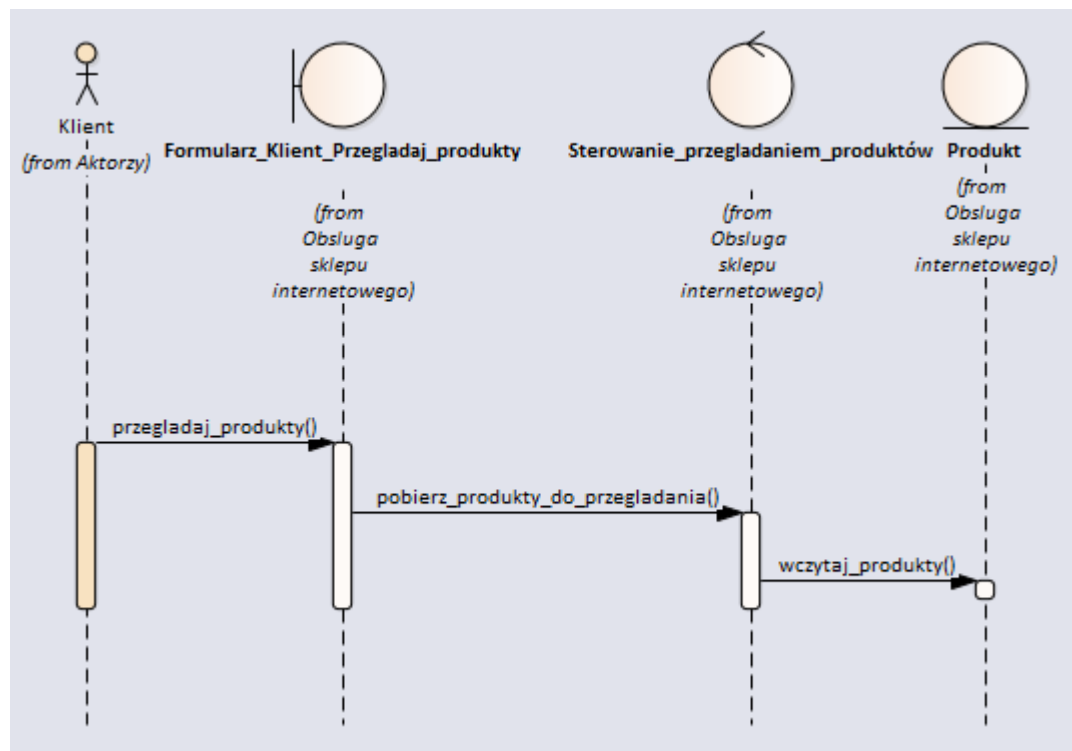 Klient
(from Aktorzy)
Formularz_Klient_Przegladaj_produkty
(from
Obsluga
sklepu
internetowego)
Sterowanie_przegladaniem_produktów
(from
Obsluga
sklepu
internetowego)
Produkt
(from
Obsluga
sklepu
internetowego)
przegladaj_produkty()
pobierz_produkty_do_przegladania()
wczytaj_produkty()